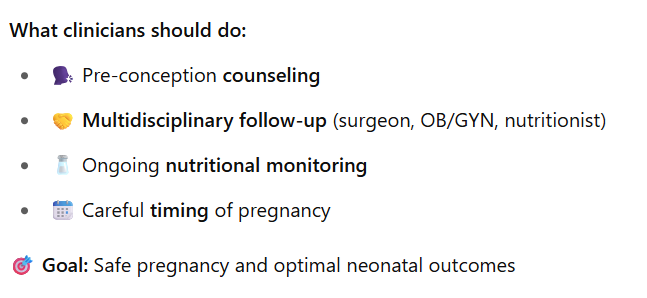 What clinicians should do:
• 🗣️ Pre-conception counseling
• 🤝 Multidisciplinary follow-up (surgeon, OB/GYN, nutritionist)
• 🧂 Ongoing nutritional monitoring
• 🗓️ Careful timing of pregnancy
🎯 Goal: Safe pregnancy and optimal neonatal outcomes